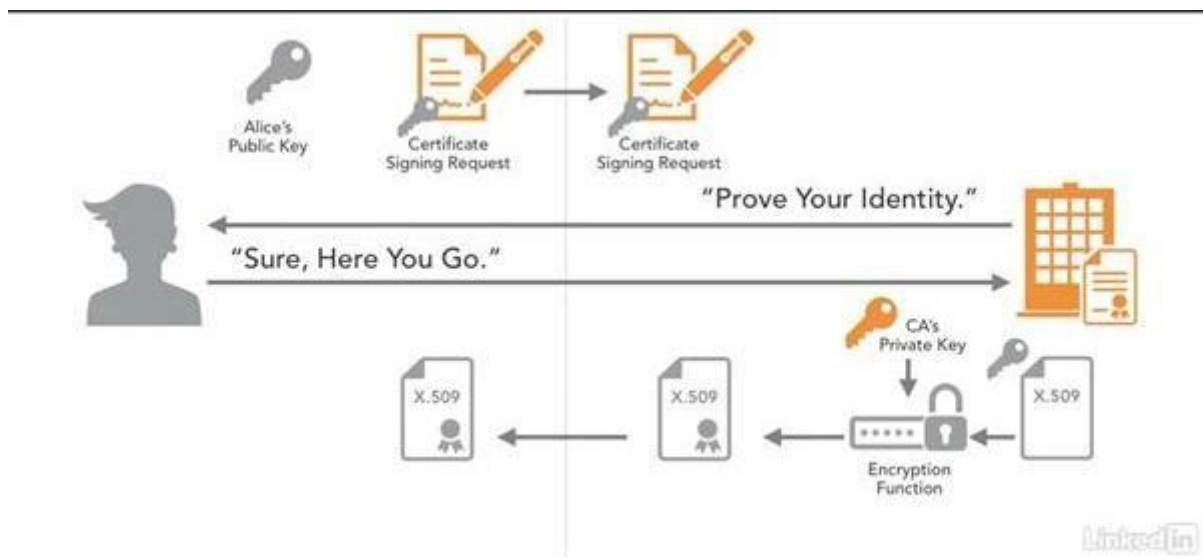 Alice's
Public Key
Certificate
Signing Request
Certificate
Signing Request
"Prove Your Identity."
"Sure, Here You Go."
CA's
Private Key
X.509
X.509
X.509
Encryption
Function
Linked in